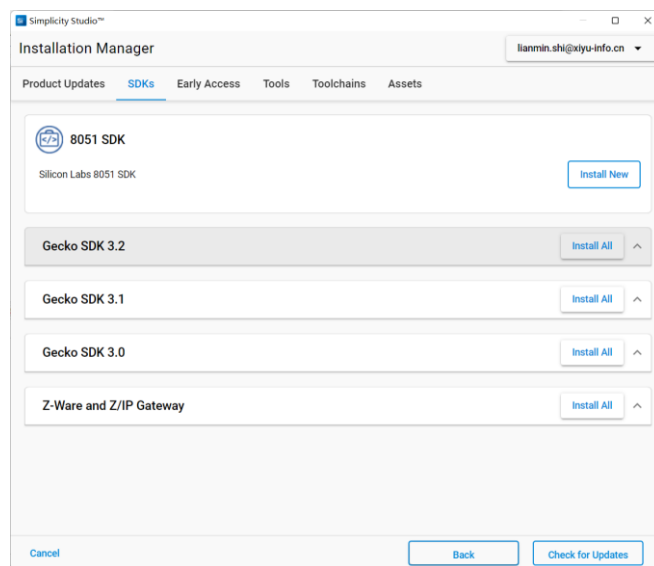 Simplicity Studio™
Installation Manager
lianmin.shi@xiyu-info.cn
Product Updates SDKs Early Access Tools Toolchains Assets
8051 SDK
Silicon Labs 8051 SDK
Install New
Gecko SDK 3.2 Install All
Gecko SDK 3.1 Install All
Gecko SDK 3.0 Install All
Z-Ware and Z/IP Gateway Install All
Cancel Back Check for Updates